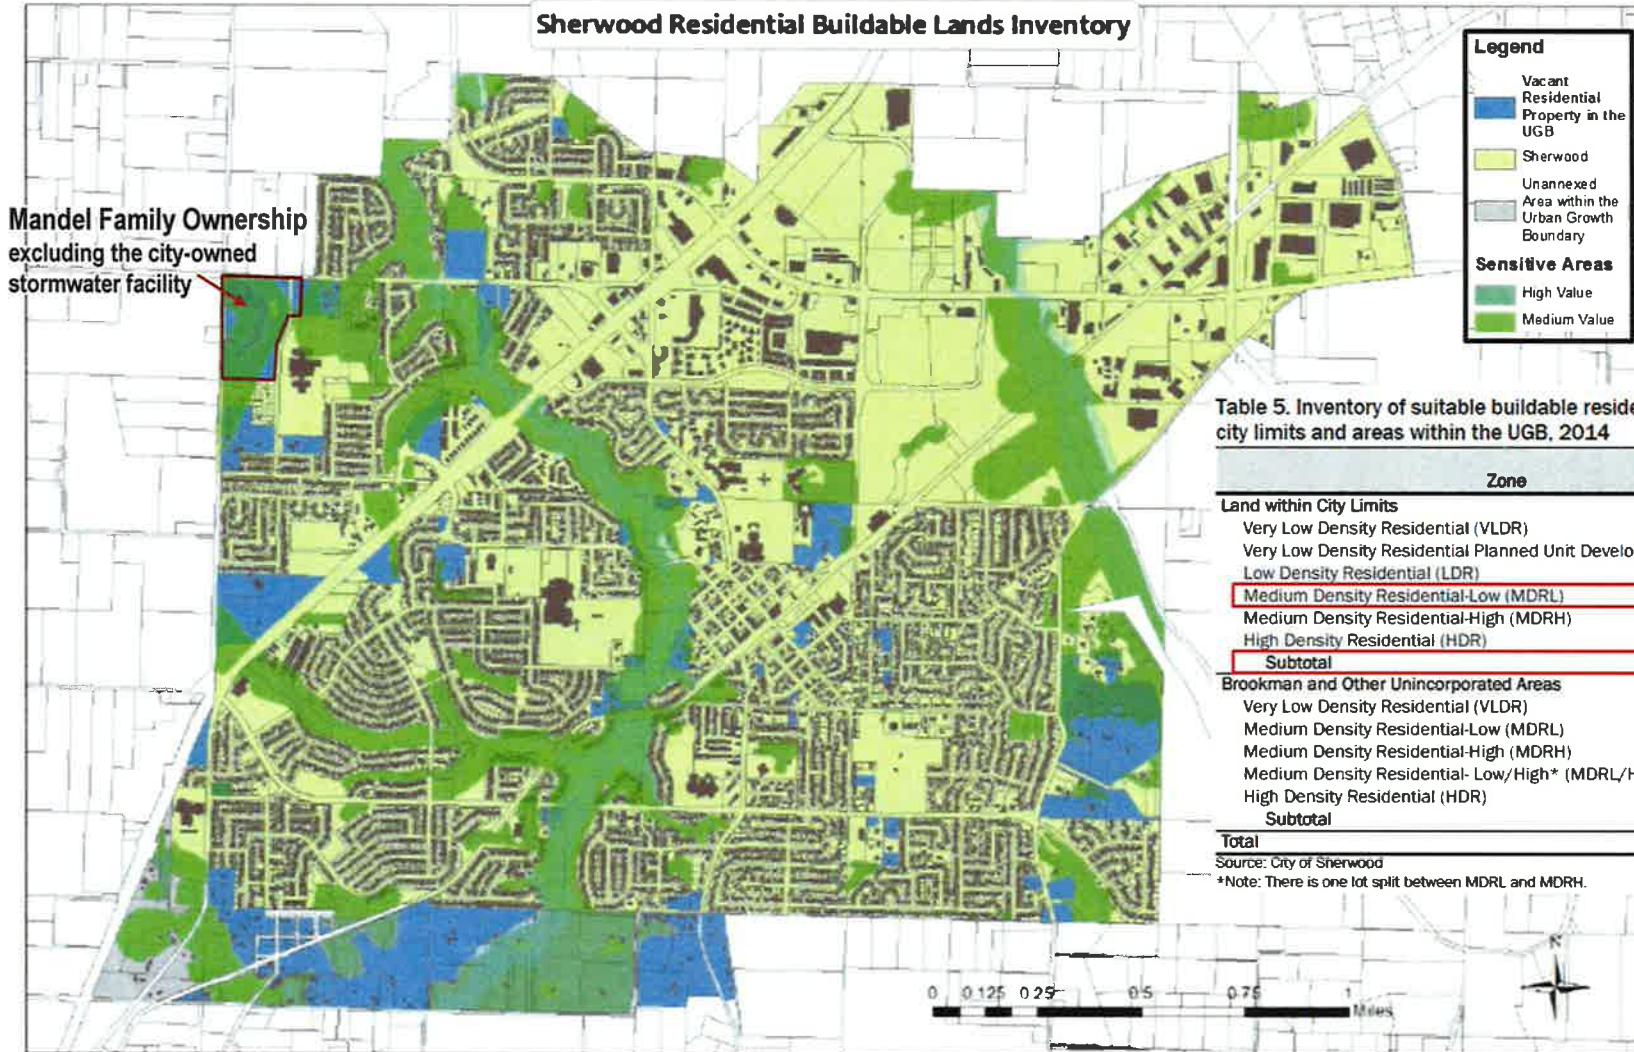 Sherwood Residential Buildable Lands Inventory
Legend
Vacant
Residential
Property in the
UGB
Sherwood
Unannexed
Area within the
Urban Growth
Boundary
Sensitive Areas
High Value
Medium Value
Mandel Family Ownership
excluding the city-owned
stormwater facility
Table 5. Inventory of suitable buildable reside
city limits and areas within the UGB, 2014
Zone
Land within City Limits
Very Low Density Residential (VLDR)
Very Low Density Residential Planned Unit Develo
Low Density Residential (LDR)
Medium Density Residential-Low (MDRL)
Medium Density Residential-High (MDRH)
High Density Residential (HDR)
Subtotal
Brookman and Other Unincorporated Areas
Very Low Density Residential (VLDR)
Medium Density Residential-Low (MDRL)
Medium Density Residential-High (MDRH)
Medium Density Residential- Low/High* (MDRL/H
High Density Residential (HDR)
Subtotal
Total
Source: City of Sherwood
*Note: There is one lot split between MDRL and MDRH.
N
0 0.125 0.25 0.5 0.75 1
Miles